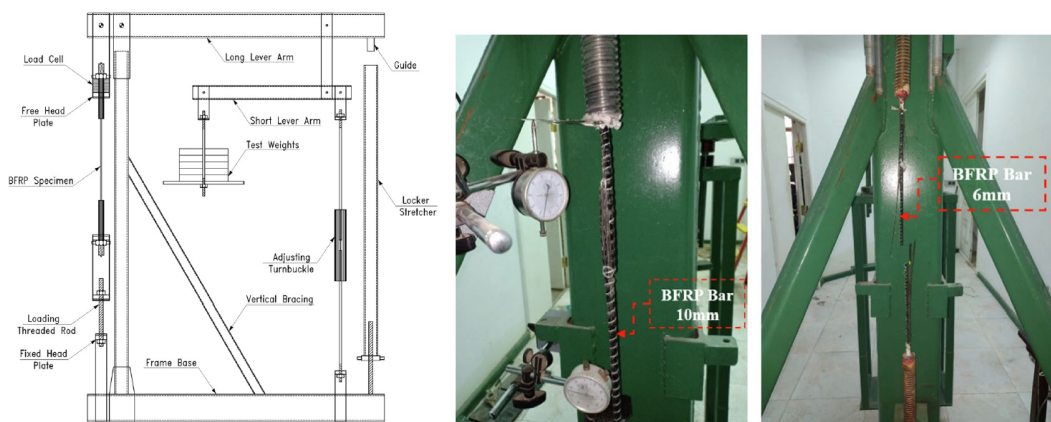 Load Cell
Free Head
Plate
BFRP Specimen
Loading
Threaded Rod
Fixed Head
Plate
Long Lever Arm
Guide
Short Lever Arm
Test Weights
Locker
Stretcher
Adjusting
Turnbuckle
Vertical Bracing
Frame Base
BFRP Bar
10mm
BFRP Bar
6mm